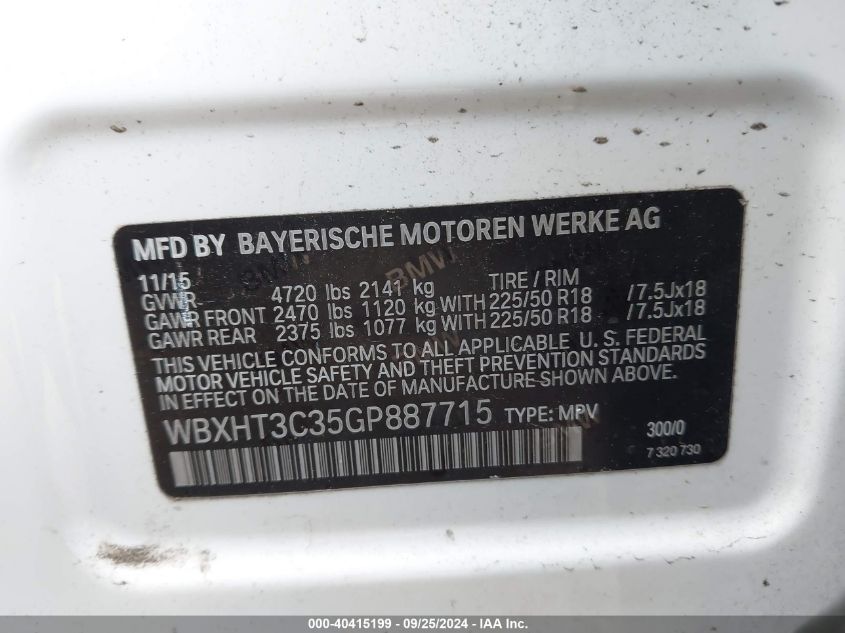 MFD BY BAYERISCHE MOTOREN WERKE AG
11/15 TIRE / RIM
GVWR 4720 lbs 2141 kg
GAWR FRONT 2470 lbs 1120 kg WITH 225/50 R18 /7.5Jx18
GAWR REAR 2375 lbs 1077 kg WITH 225/50 R18 /7.5Jx18
THIS VEHICLE CONFORMS TO ALL APPLICABLE U. S. FEDERAL
MOTOR VEHICLE SAFETY AND THEFT PREVENTION STANDARDS
IN EFFECT ON THE DATE OF MANUFACTURE SHOWN ABOVE.
WBXHT3C35GP887715 TYPE: MPV
300/0
7 320 730
BMW
BMW
BMW
BMW
000-40415199 - 09/25/2024 - IAA Inc.